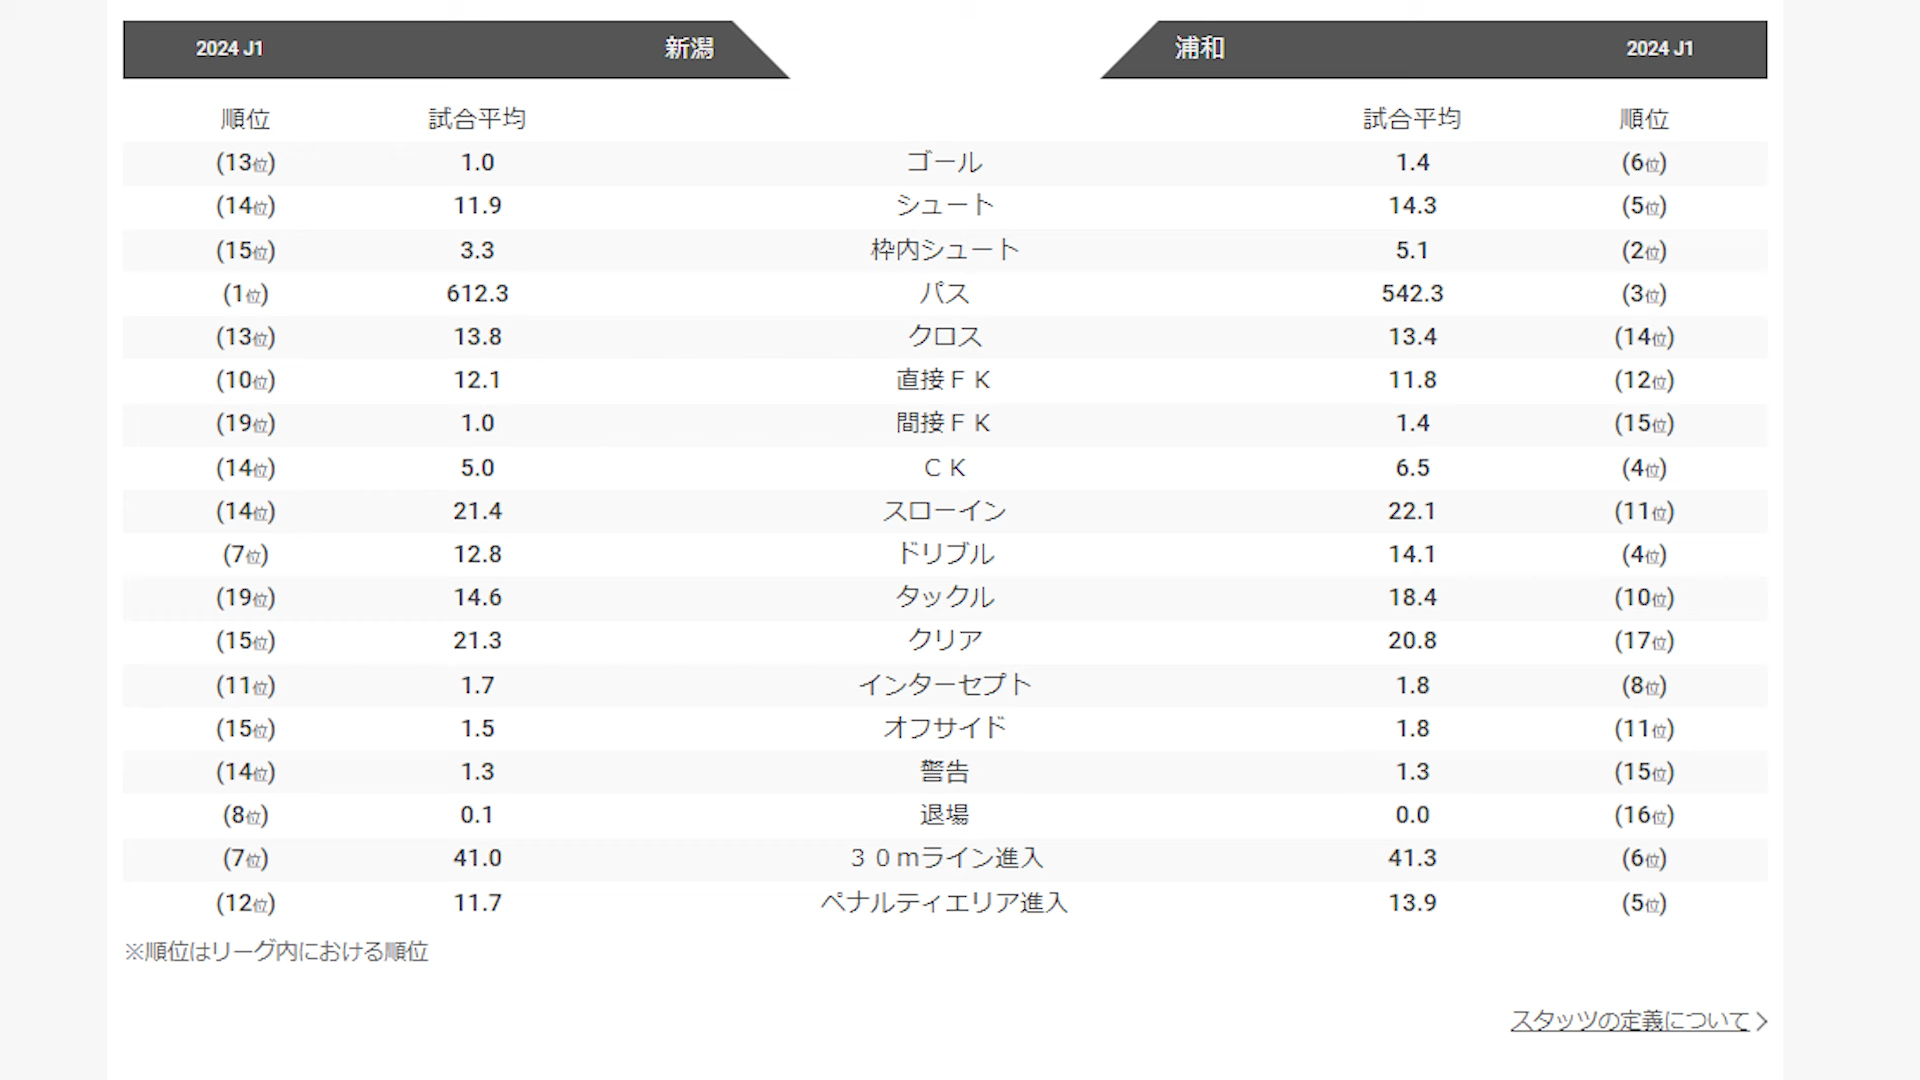 2024 J1 新潟 浦和 2024 J1
順位 試合平均 試合平均 順位
(13位) 1.0 ゴール 1.4 (6位)
(14位) 11.9 シュート 14.3 (5位)
(15位) 3.3 枠内シュート 5.1 (2位)
(1位) 612.3 パス 542.3 (3位)
(13位) 13.8 クロス 13.4 (14位)
(10位) 12.1 直接ＦＫ 11.8 (12位)
(19位) 1.0 間接ＦＫ 1.4 (15位)
(14位) 5.0 ＣＫ 6.5 (4位)
(14位) 21.4 スローイン 22.1 (11位)
(7位) 12.8 ドリブル 14.1 (4位)
(19位) 14.6 タックル 18.4 (10位)
(15位) 21.3 クリア 20.8 (17位)
(11位) 1.7 インターセプト 1.8 (8位)
(15位) 1.5 オフサイド 1.8 (11位)
(14位) 1.3 警告 1.3 (15位)
(8位) 0.1 退場 0.0 (16位)
(7位) 41.0 ３０ｍライン進入 41.3 (6位)
(12位) 11.7 ペナルティエリア進入 13.9 (5位)
※順位はリーグ内における順位
スタッツの定義について